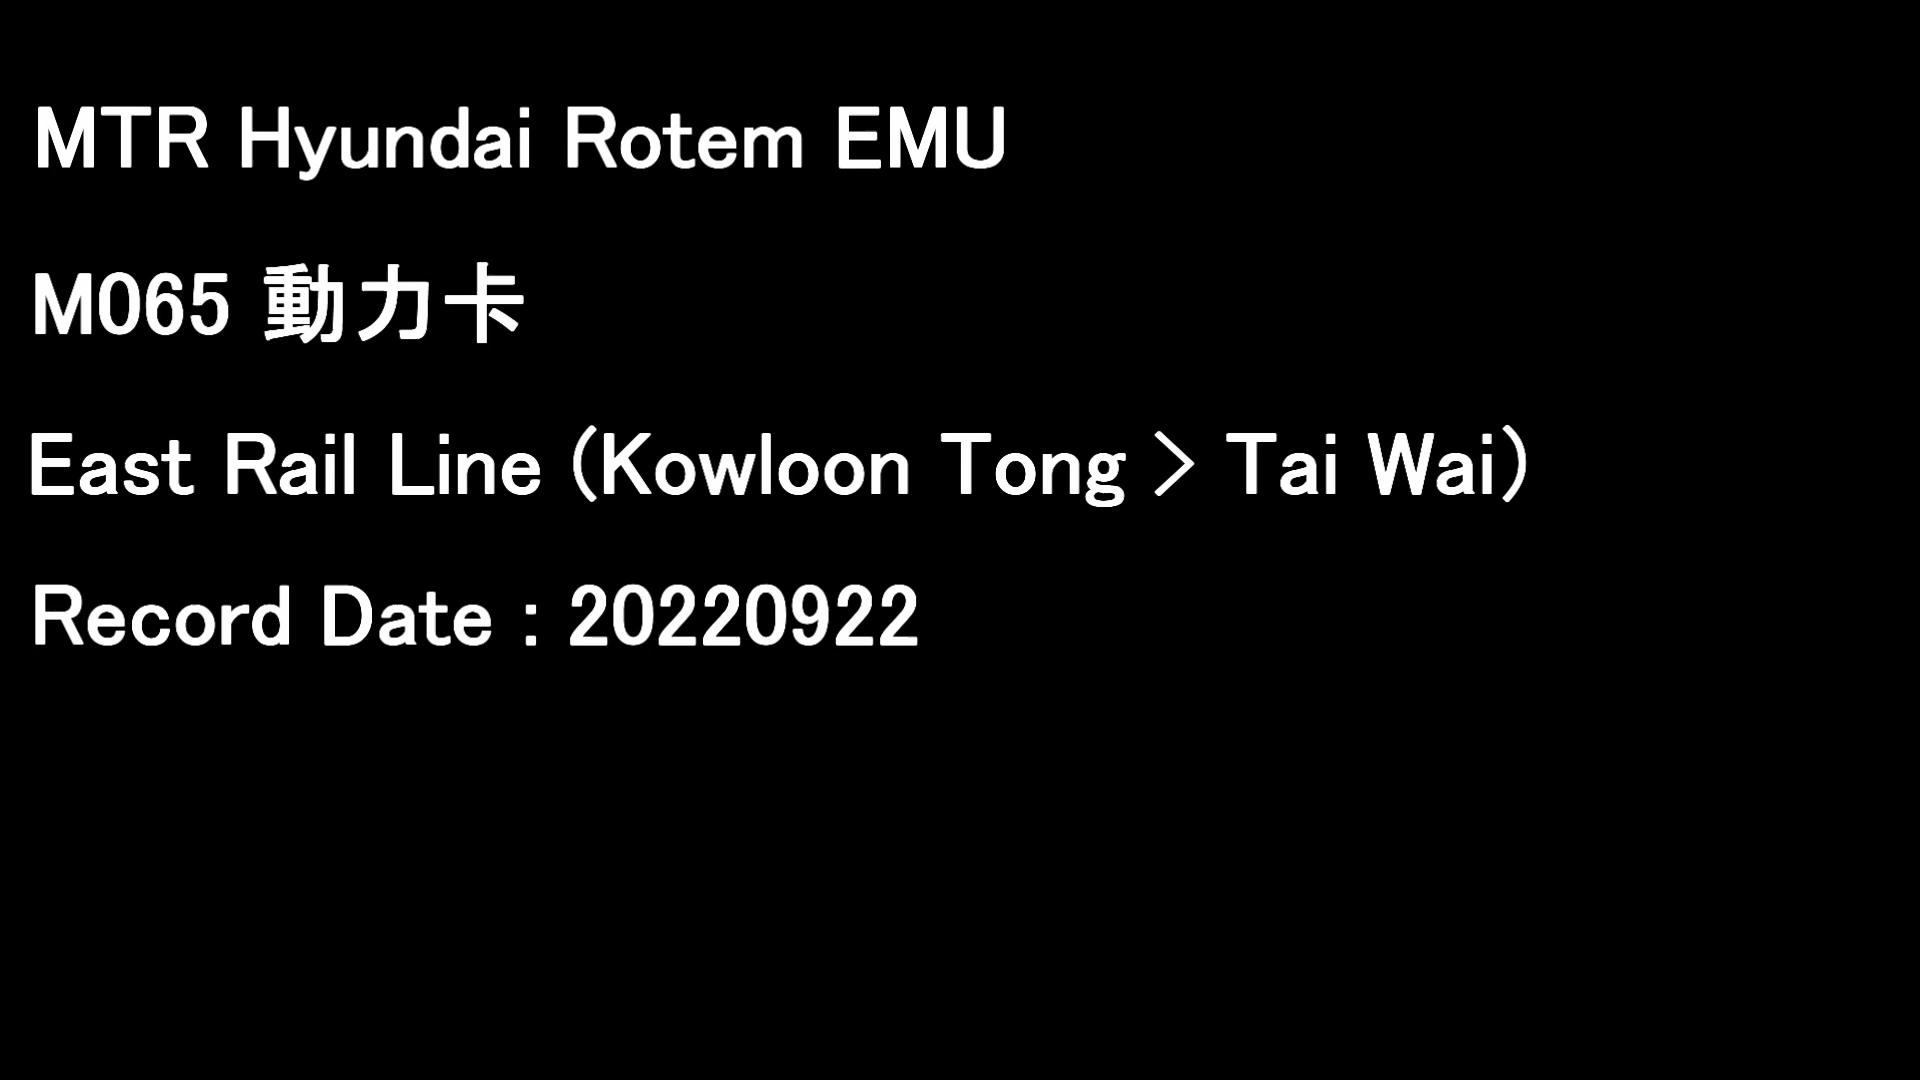 MTR Hyundai Rotem EMU
M065 動力卡
East Rail Line (Kowloon Tong > Tai Wai)
Record Date : 20220922